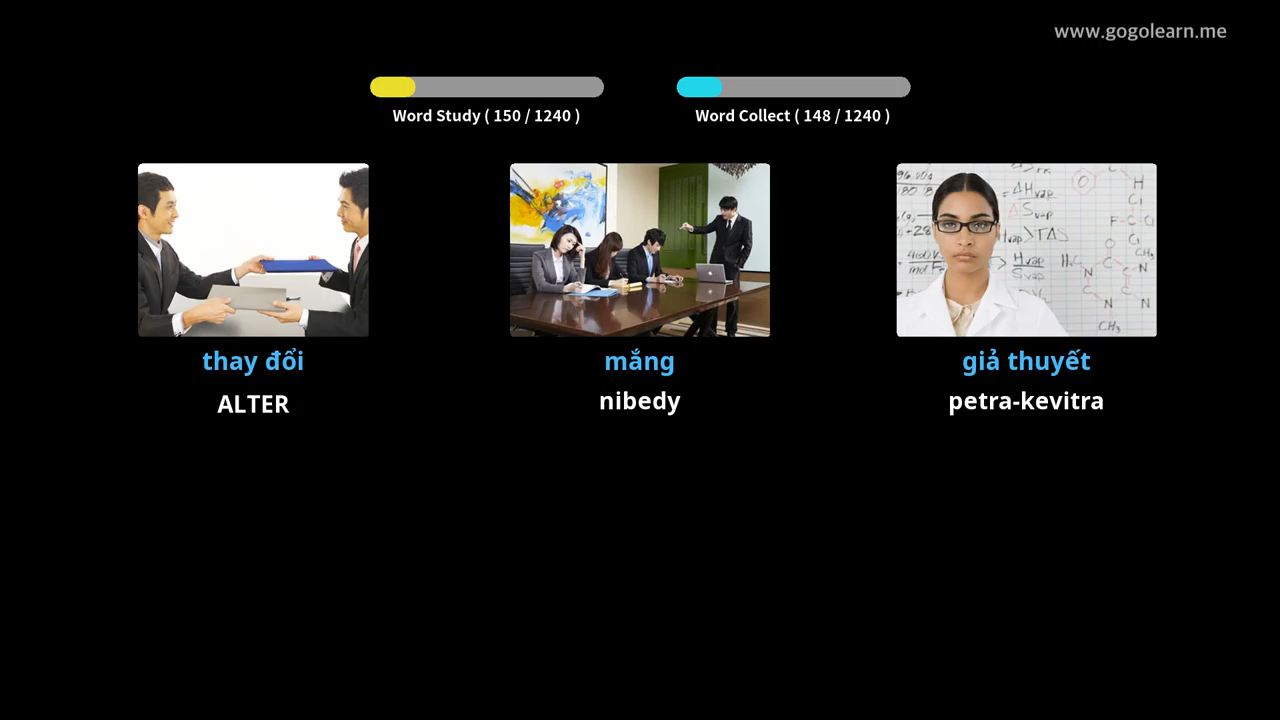 www.gogolearn.me
Word Study ( 150 / 1240 )
Word Collect ( 148 / 1240 )
thay đổi
mắng
giả thuyết
ALTER
nibedy
petra-kevitra